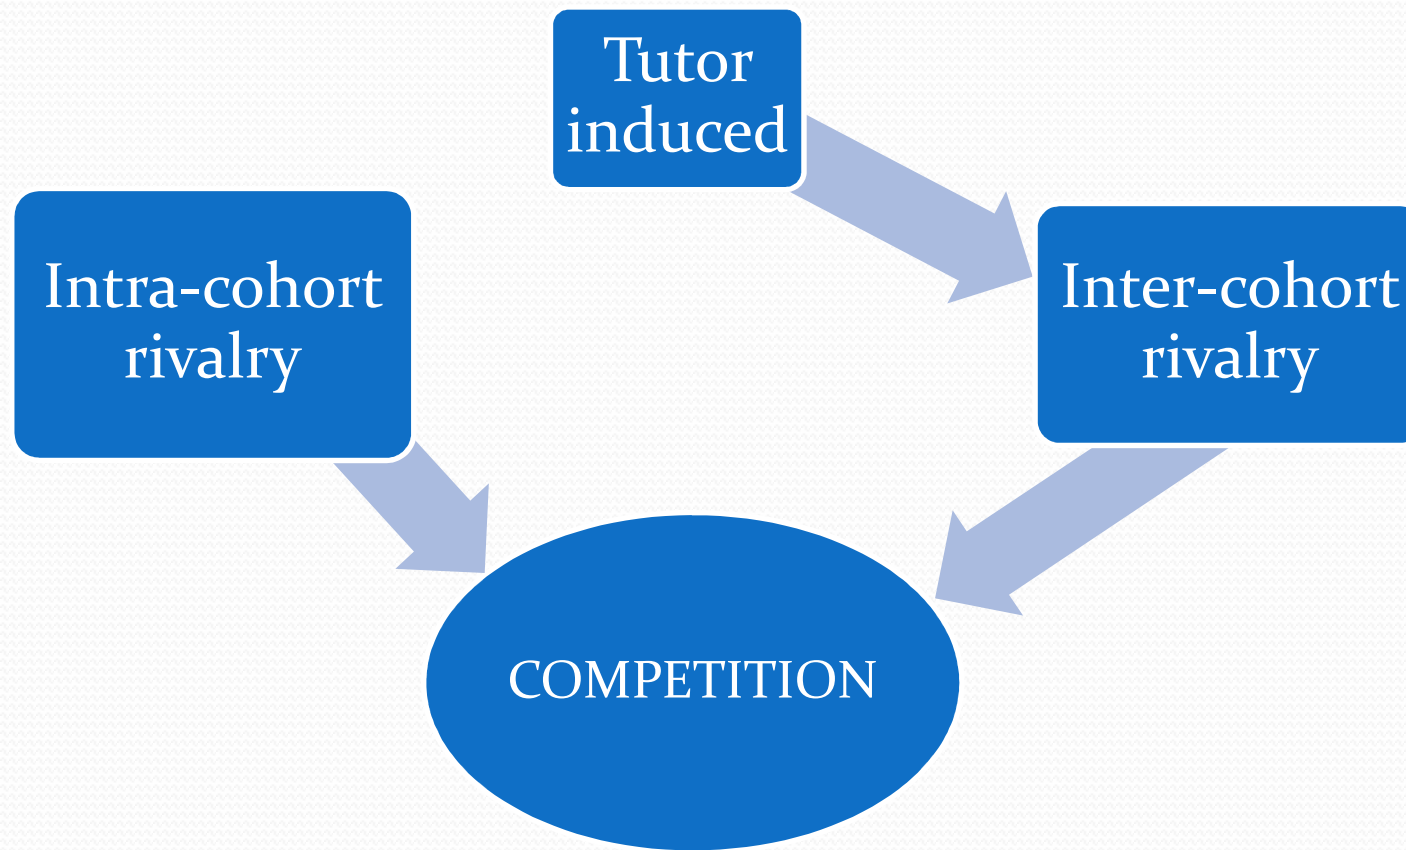 Tutor
induced
Intra-cohort
rivalry
Inter-cohort
rivalry
COMPETITION